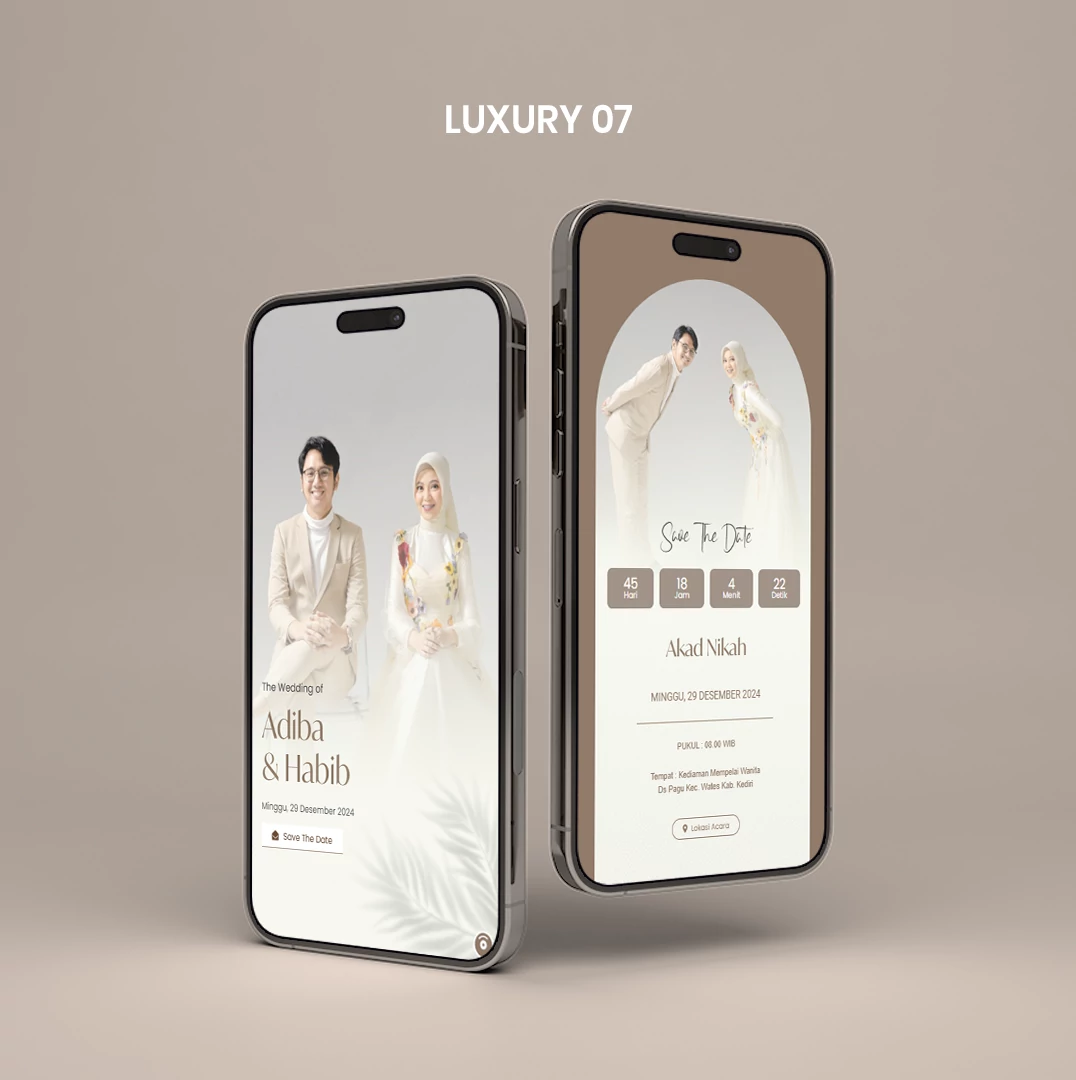 LUXURY 07
The Wedding of
Adiba
& Habib
Minggu, 29 Desember 2024
Save The Date
Save The Date
45 18 4 22
Hari Jam Menit Detik
Akad Nikah
MINGGU, 29 DESEMBER 2024
PUKUL : 08.00 WIB
Tempat : Kediaman Mempelai Wanita
Ds Pagu Kec. Wates Kab. Kediri
Lokasi Acara